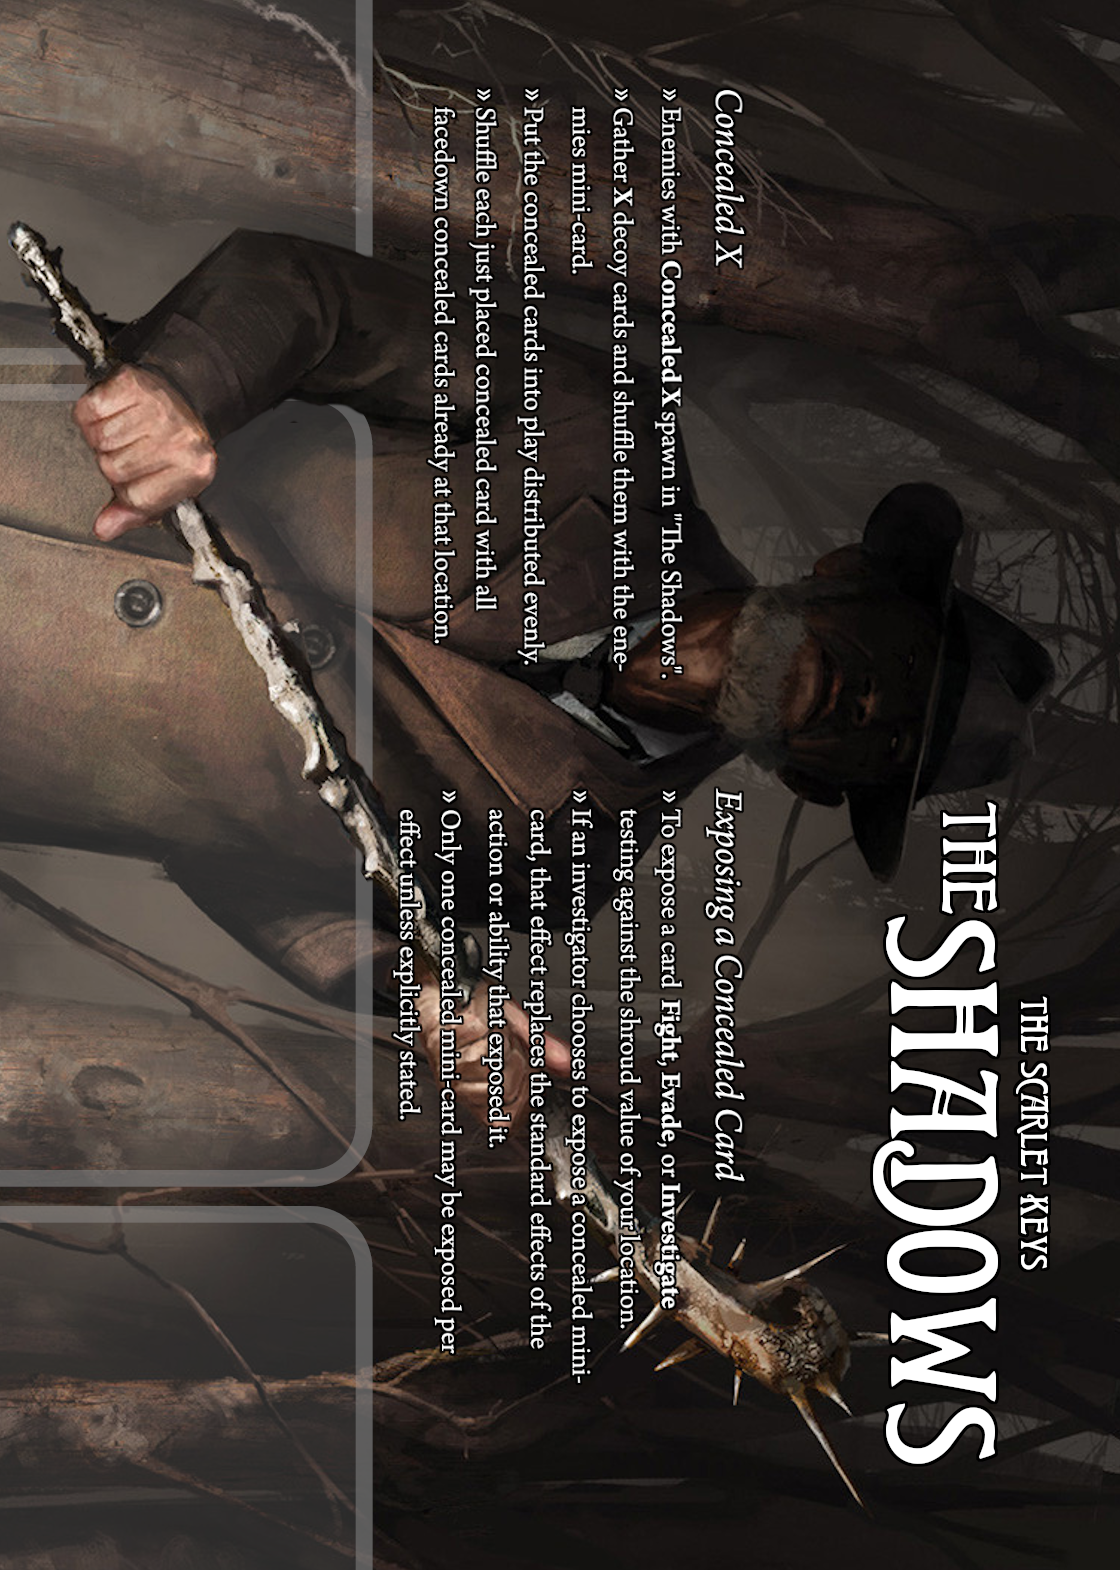 THE SCARLET KEYS
THE SHADOWS
Concealed X
» Enemies with Concealed X spawn in "The Shadows".
» Gather X decoy cards and shuffle them with the ene-
mies mini-card.
» Put the concealed cards into play distributed evenly.
» Shuffle each just placed concealed card with all
facedown concealed cards already at that location.
Exposing a Concealed Card
» To expose a card Fight, Evade, or Investigate
testing against the shroud value of your location.
» If an investigator chooses to expose a concealed mini-
card, that effect replaces the standard effects of the
action or ability that exposed it.
» Only one concealed mini-card may be exposed per
effect unless explicitly stated.